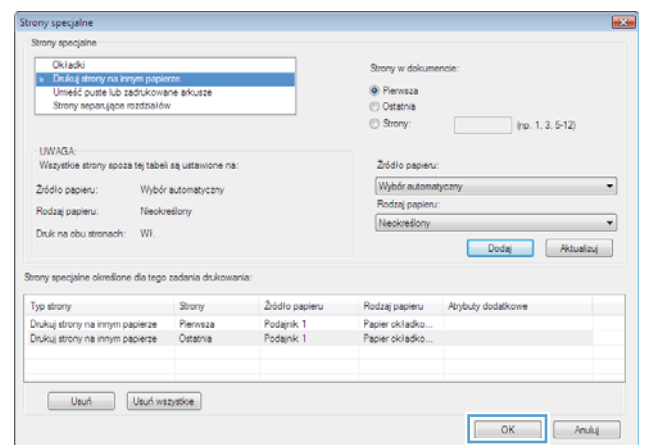 Strony specjalne
Strony specjalne
Okładki
» Drukuj strony na innym papierze
Umieść puste lub zadrukowane arkusze
Strony separujące rozdziałów
Strony w dokumencie:
Pierwsza
Ostatnia
Strony: (np. 1, 3, 5-12)
UWAGA:
Wszystkie strony spoza tej tabeli są ustawione na:
Źródło papieru: Wybór automatyczny
Rodzaj papieru: Nieokreślony
Druk na obu stronach: Wł.
Źródło papieru:
Wybór automatyczny
Rodzaj papieru:
Nieokreślony
Dodaj Aktualizuj
Strony specjalne określone dla tego zadania drukowania:
Typ strony Strony Źródło papieru Rodzaj papieru Atrybuty dodatkowe
Drukuj strony na innym papierze Pierwsza Podajnik 1 Papier okładko...
Drukuj strony na innym papierze Ostatnia Podajnik 1 Papier okładko...
Usuń Usuń wszystkie
OK Anuluj